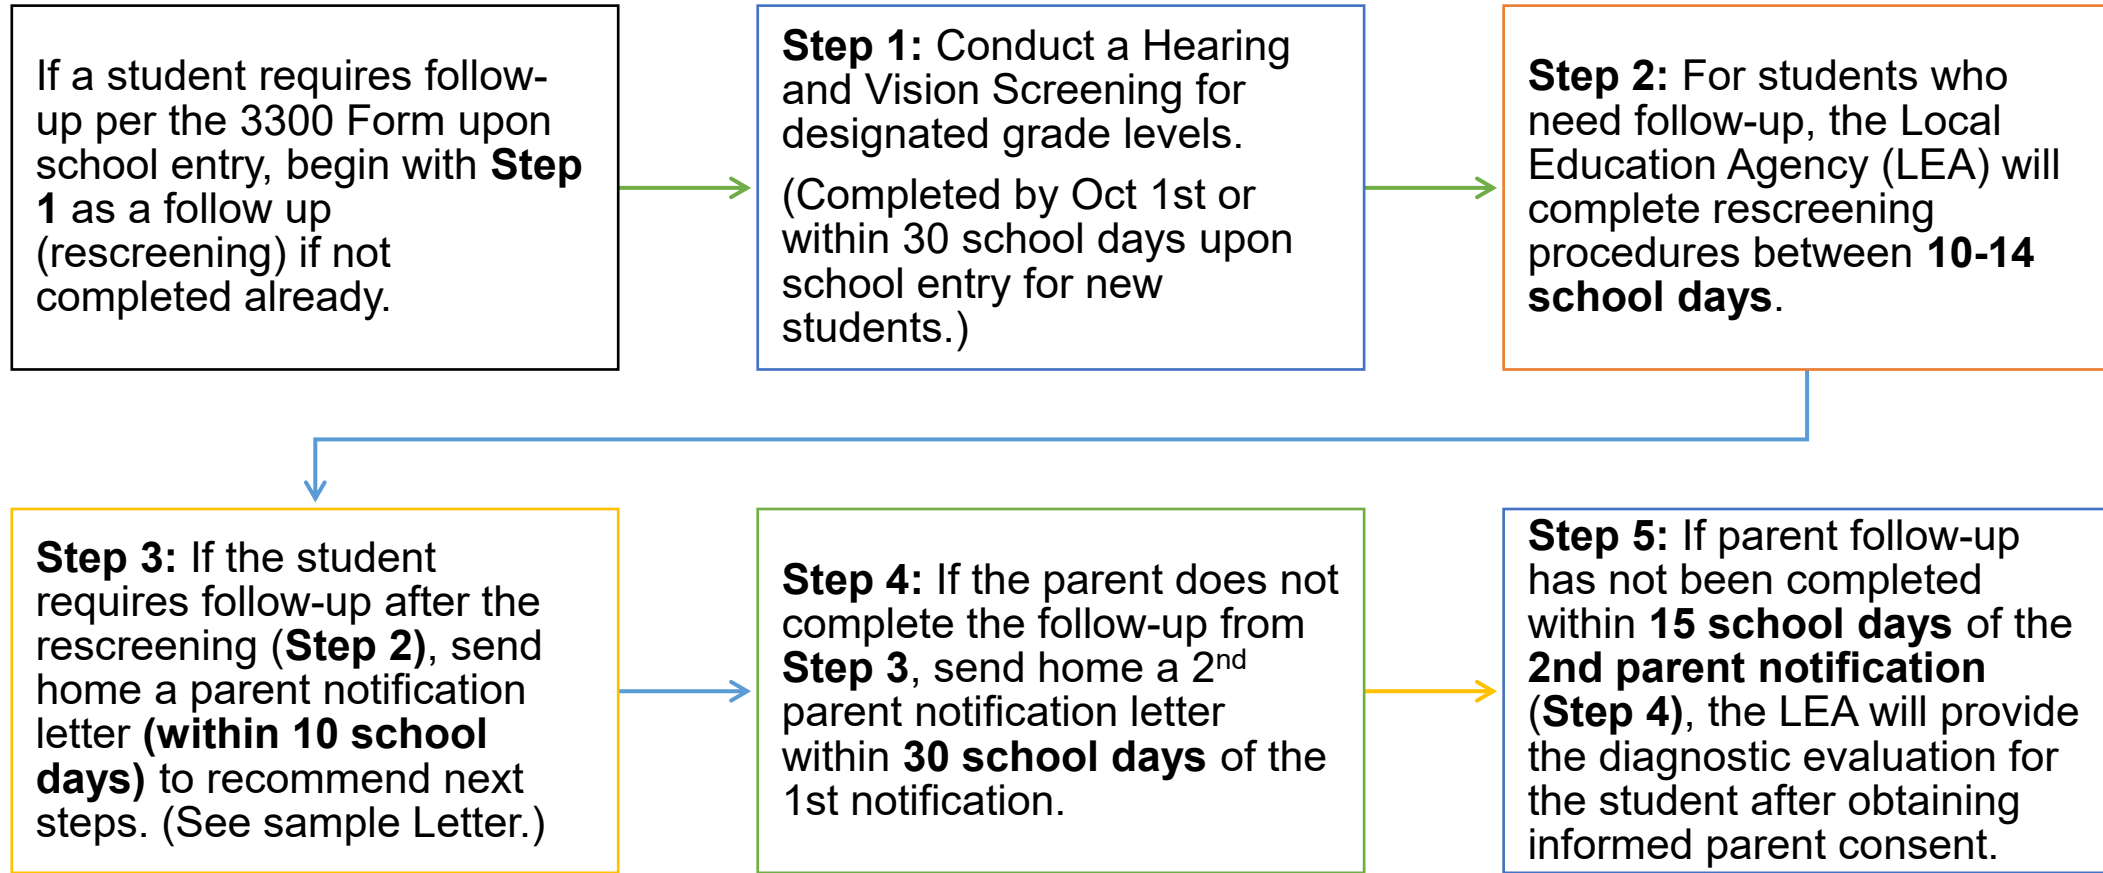 If a student requires follow-
up per the 3300 Form upon
school entry, begin with Step
1 as a follow up
(rescreening) if not
completed already.
Step 1: Conduct a Hearing
and Vision Screening for
designated grade levels.
(Completed by Oct 1st or
within 30 school days upon
school entry for new
students.)
Step 2: For students who
need follow-up, the Local
Education Agency (LEA) will
complete rescreening
procedures between 10-14
school days.
Step 3: If the student
requires follow-up after the
rescreening (Step 2), send
home a parent notification
letter (within 10 school
days) to recommend next
steps. (See sample Letter.)
Step 4: If the parent does not
complete the follow-up from
Step 3, send home a 2nd
parent notification letter
within 30 school days of the
1st notification.
Step 5: If parent follow-up
has not been completed
within 15 school days of the
2nd parent notification
(Step 4), the LEA will provide
the diagnostic evaluation for
the student after obtaining
informed parent consent.